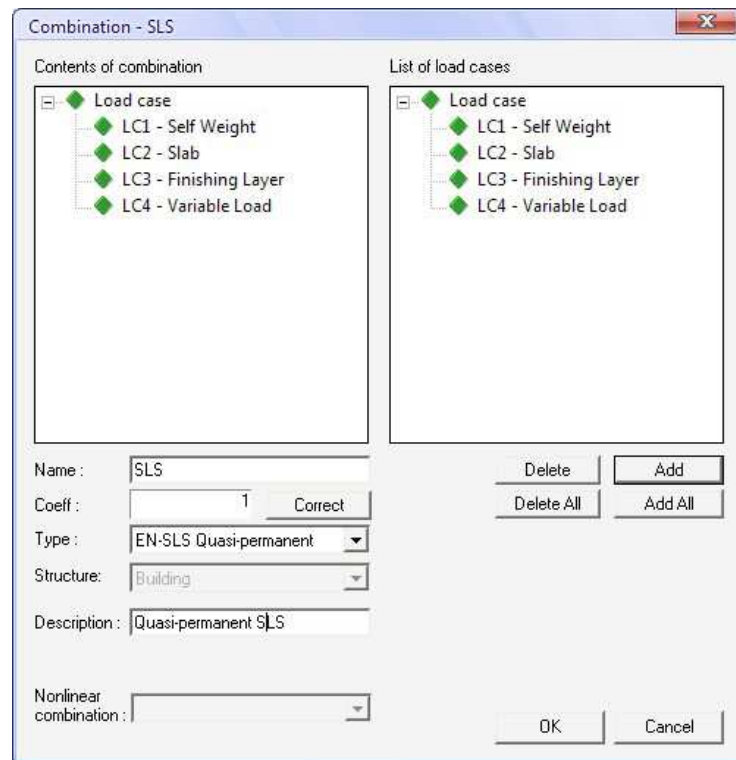 Combination - SLS
Contents of combination
List of load cases
Load case
LC1 - Self Weight
LC2 - Slab
LC3 - Finishing Layer
LC4 - Variable Load
Load case
LC1 - Self Weight
LC2 - Slab
LC3 - Finishing Layer
LC4 - Variable Load
Name : SLS
Delete Add
Coeff : 1 Correct
Delete All Add All
Type : EN-SLS Quasi-permanent
Structure: Building
Description : Quasi-permanent SLS
Nonlinear
combination :
OK Cancel